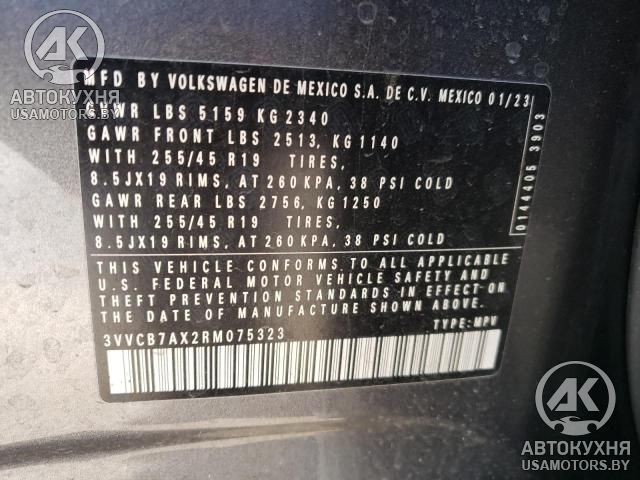 АК
АВТОКУХНЯ
USAMOTORS.BY
MFD BY VOLKSWAGEN DE MEXICO S.A. DE C.V. MEXICO 01/23
GVWR LBS 5159 KG 2340
GAWR FRONT LBS 2513, KG 1140
WITH 255/45 R19 TIRES,
8.5JX19 RIMS, AT 260 KPA, 38 PSI COLD
GAWR REAR LBS 2756, KG 1250
WITH 255/45 R19 TIRES,
8.5JX19 RIMS, AT 260 KPA, 38 PSI COLD
0144405 3903
THIS VEHICLE CONFORMS TO ALL APPLICABLE
U.S. FEDERAL MOTOR VEHICLE SAFETY AND
THEFT PREVENTION STANDARDS IN EFFECT ON
THE DATE OF MANUFACTURE SHOWN ABOVE.
3VVCB7AX2RM075323 TYPE: MPV
АК
АВТОКУХНЯ
USAMOTORS.BY